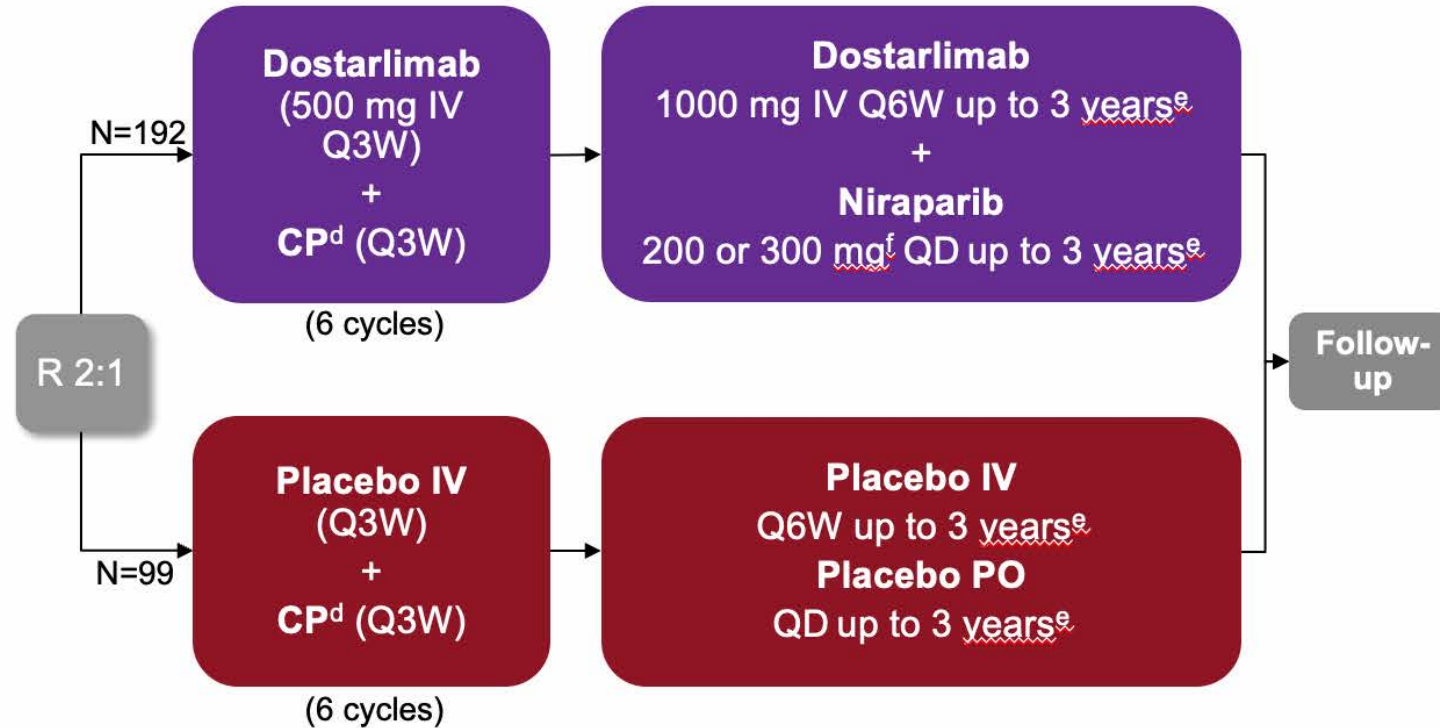 R 2:1
N=192
Dostarlimab
(500 mg IV
Q3W)
+
CPᵈ (Q3W)
(6 cycles)
Dostarlimab
1000 mg IV Q6W up to 3 yearsᵉ
+
Niraparib
200 or 300 mgᶠ QD up to 3 yearsᵉ
N=99
Placebo IV
(Q3W)
+
CPᵈ (Q3W)
(6 cycles)
Placebo IV
Q6W up to 3 yearsᵉ
Placebo PO
QD up to 3 yearsᵉ
Follow-
up